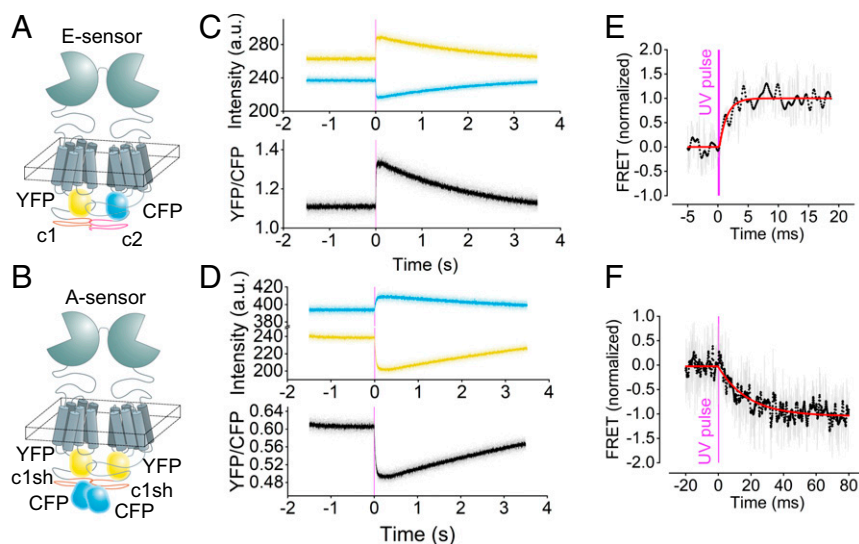 A
E-sensor
YFP
CFP
c1
c2
B
A-sensor
YFP
YFP
c1sh
c1sh
CFP
CFP
C
Intensity (a.u.)
280
240
200
-2 -1 0 1 2 3 4
YFP/CFP
1.4
1.2
1.0
-2 -1 0 1 2 3 4
Time (s)
D
Intensity (a.u.)
420
400
380
240
200
-2 -1 0 1 2 3 4
YFP/CFP
0.64
0.56
0.48
-2 -1 0 1 2 3 4
Time (s)
E
FRET (normalized)
2.0
1.5
1.0
0.5
0.0
-0.5
-1.0
UV pulse
-5 0 5 10 15 20
Time (ms)
F
FRET (normalized)
1.0
0.5
0.0
-0.5
-1.0
-1.5
-2.0
UV pulse
-20 0 20 40 60 80
Time (ms)